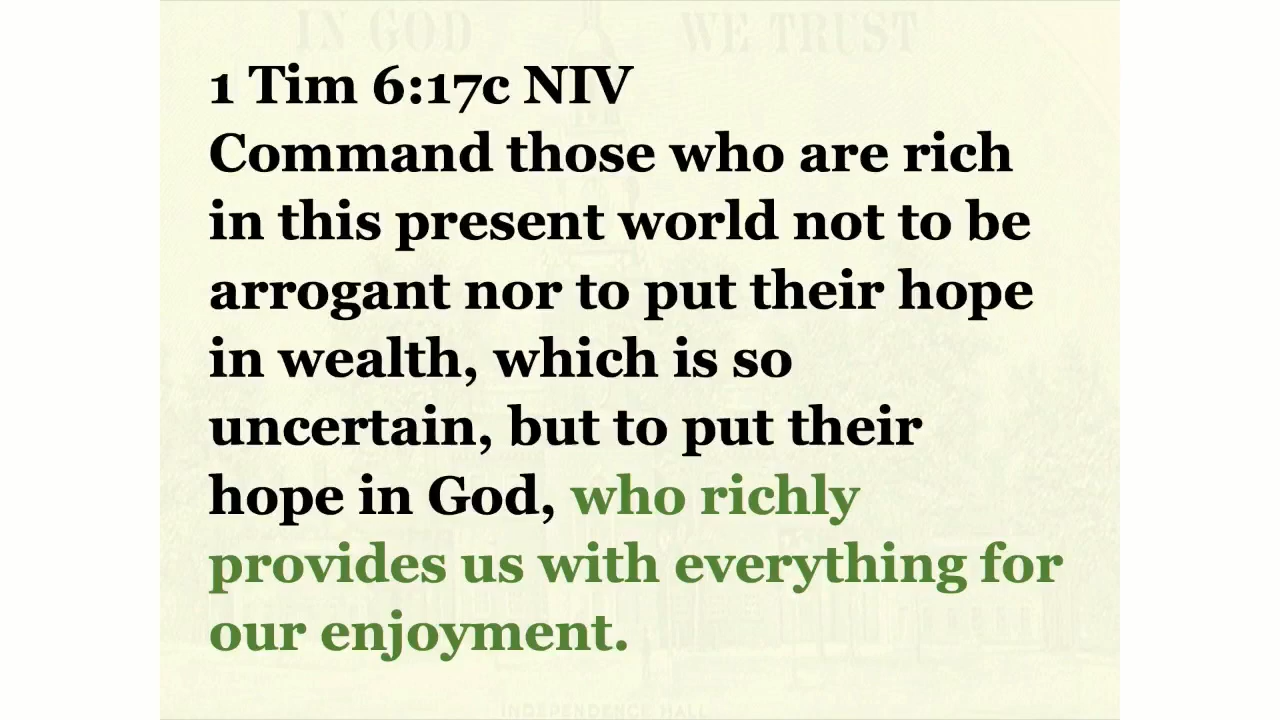 IN GOD WE TRUST
1 Tim 6:17c NIV
Command those who are rich
in this present world not to be
arrogant nor to put their hope
in wealth, which is so
uncertain, but to put their
hope in God, who richly
provides us with everything for
our enjoyment.
INDEPENDENCE HALL